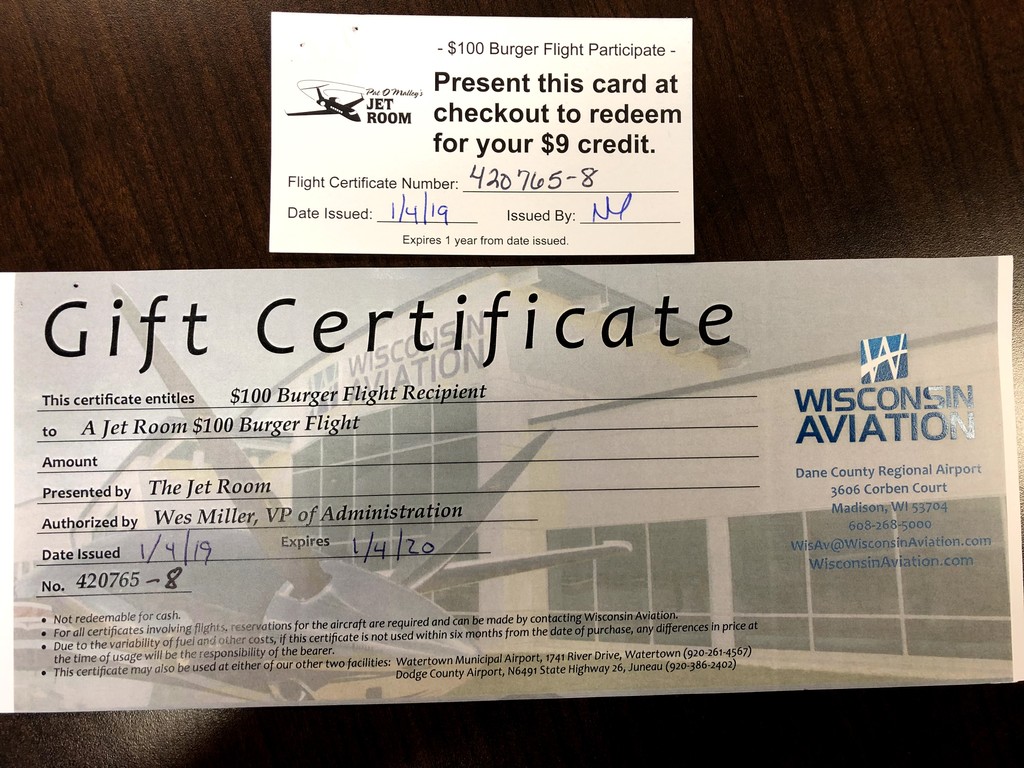 - $100 Burger Flight Participate -
Pat O'Malley's
JET
ROOM
Present this card at
checkout to redeem
for your $9 credit.
Flight Certificate Number: 420765-8
Date Issued: 1/4/19 Issued By:
Expires 1 year from date issued.
Gift Certificate
WISCONSIN
AVIATION
This certificate entitles $100 Burger Flight Recipient
to A Jet Room $100 Burger Flight
Amount
Presented by The Jet Room
Authorized by Wes Miller, VP of Administration
Date Issued 1/4/19 Expires 1/4/20
No. 420765-8
W
WISCONSIN
AVIATION
Dane County Regional Airport
3606 Corben Court
Madison, WI 53704
608-268-5000
WisAv@WisconsinAviation.com
WisconsinAviation.com
• Not redeemable for cash.
• For all certificates involving flights, reservations for the aircraft are required and can be made by contacting Wisconsin Aviation.
• Due to the variability of fuel and other costs, if this certificate is not used within six months from the date of purchase, any differences in price at
the time of usage will be the responsibility of the bearer.
• This certificate may also be used at either of our other two facilities: Watertown Municipal Airport, 1741 River Drive, Watertown (920-261-4567)
Dodge County Airport, N6491 State Highway 26, Juneau (920-386-2402)